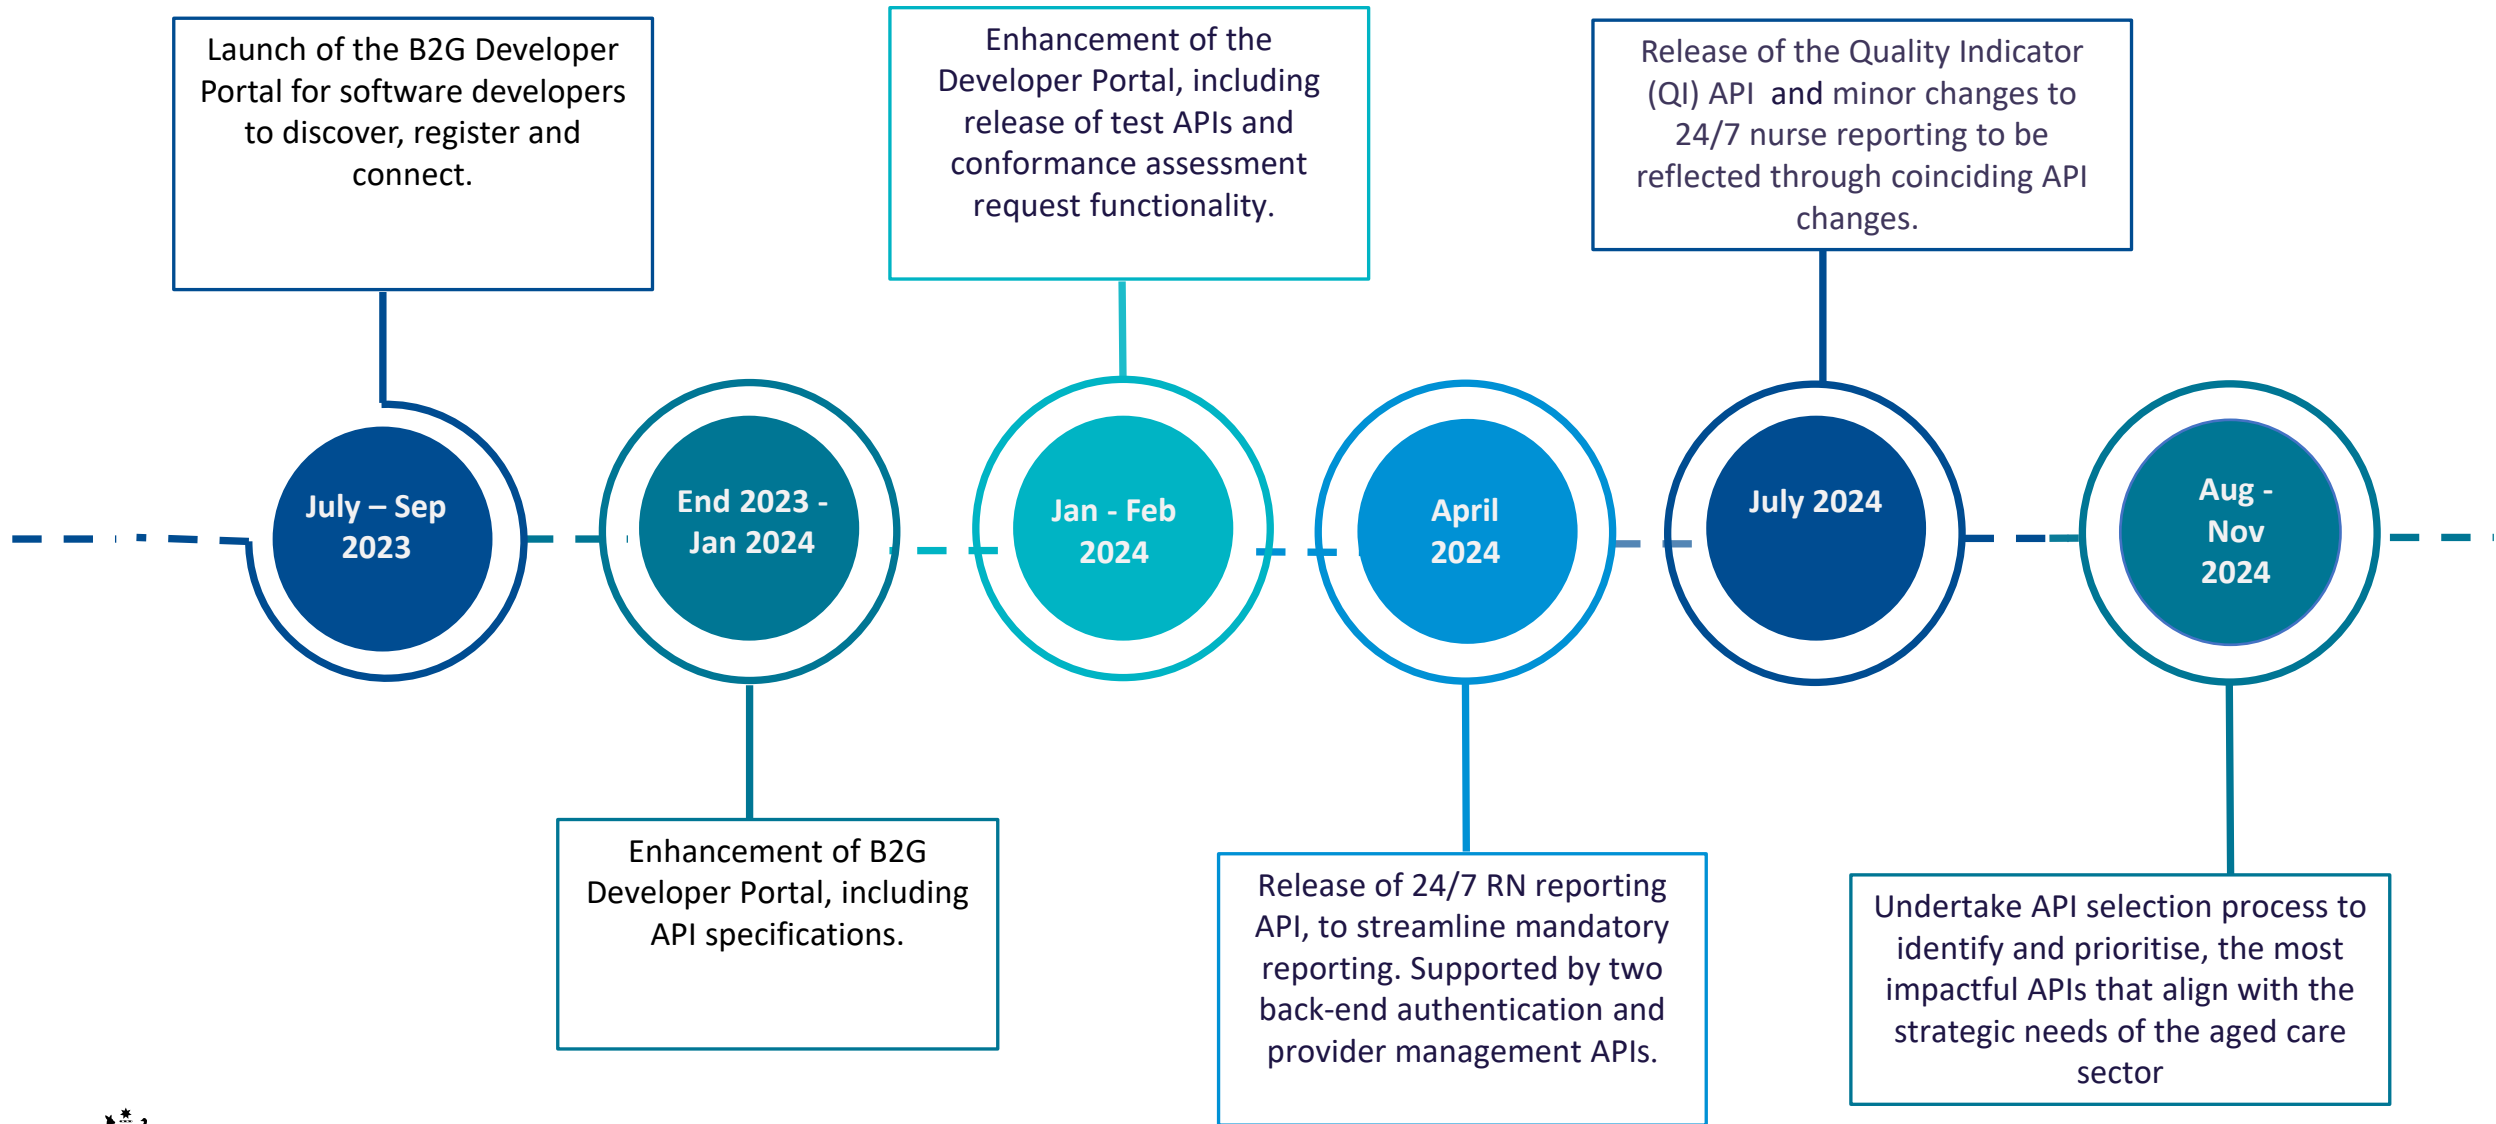 Launch of the B2G Developer
Portal for software developers
to discover, register and
connect.
Enhancement of the
Developer Portal, including
release of test APIs and
conformance assessment
request functionality.
Release of the Quality Indicator
(QI) API and minor changes to
24/7 nurse reporting to be
reflected through coinciding API
changes.
July – Sep
2023
End 2023 -
Jan 2024
Jan - Feb
2024
April
2024
July 2024
Aug -
Nov
2024
Enhancement of B2G
Developer Portal, including
API specifications.
Release of 24/7 RN reporting
API, to streamline mandatory
reporting. Supported by two
back-end authentication and
provider management APIs.
Undertake API selection process to
identify and prioritise, the most
impactful APIs that align with the
strategic needs of the aged care
sector